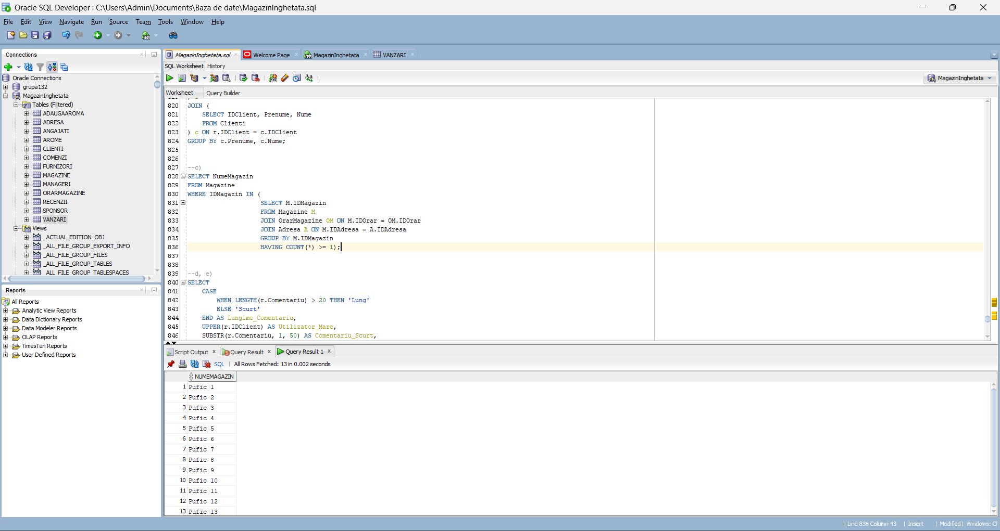 Oracle SQL Developer : C:\Users\Admin\Documents\Baza de date\MagazinInghetata.sql
File Edit View Navigate Run Source Team Tools Window Help
Connections
Oracle Connections
grupa132
MagazinInghetata
Tables (Filtered)
ADAUGAAROMA
ADRESA
ANGAJATI
AROME
CLIENTI
COMENZI
FURNIZORI
MAGAZINE
MANAGERI
ORARMAGAZINE
RECENZII
SPONSOR
VANZARI
Views
_ACTUAL_EDITION_OBJ
_ALL_FILE_GROUP_EXPORT_INFO
_ALL_FILE_GROUP_FILES
_ALL_FILE_GROUP_TABLES
_ALL_FILE_GROUP_TABLESPACES
Reports
All Reports
Analytic View Reports
Data Dictionary Reports
Data Modeler Reports
OLAP Reports
TimesTen Reports
User Defined Reports
MagazinInghetata.sql Welcome Page MagazinInghetata VANZARI
SQL Worksheet History
MagazinInghetata
Worksheet Query Builder
820 JOIN (
821 SELECT IDClient, Prenume, Nume
822 FROM Clienti
823 ) c ON r.IDClient = c.IDClient
824 GROUP BY c.Prenume, c.Nume;
825
826
827 --c)
828 SELECT NumeMagazin
829 FROM Magazine
830 WHERE IDMagazin IN (
831 SELECT M.IDMagazin
832 FROM Magazine M
833 JOIN OrarMagazine OM ON M.IDOrar = OM.IDOrar
834 JOIN Adresa A ON M.IDAdresa = A.IDAdresa
835 GROUP BY M.IDMagazin
836 HAVING COUNT(*) >= 1);
837
838
839 --d, e)
840 SELECT
841 CASE
842 WHEN LENGTH(r.Comentariu) > 20 THEN 'Lung'
843 ELSE 'Scurt'
844 END AS Lungime_Comentariu,
845 UPPER(r.IDClient) AS Utilizator_Mare,
846 SUBSTR(r.Comentariu, 1, 50) AS Comentariu_Scurt,
Script Output Query Result Query Result 1
SQL All Rows Fetched: 13 in 0.002 seconds
NUMEMAGAZIN
1 Pufic 1
2 Pufic 2
3 Pufic 3
4 Pufic 4
5 Pufic 5
6 Pufic 6
7 Pufic 7
8 Pufic 8
9 Pufic 9
10 Pufic 10
11 Pufic 11
12 Pufic 12
13 Pufic 13
Line 836 Column 43 Insert Modified Windows: